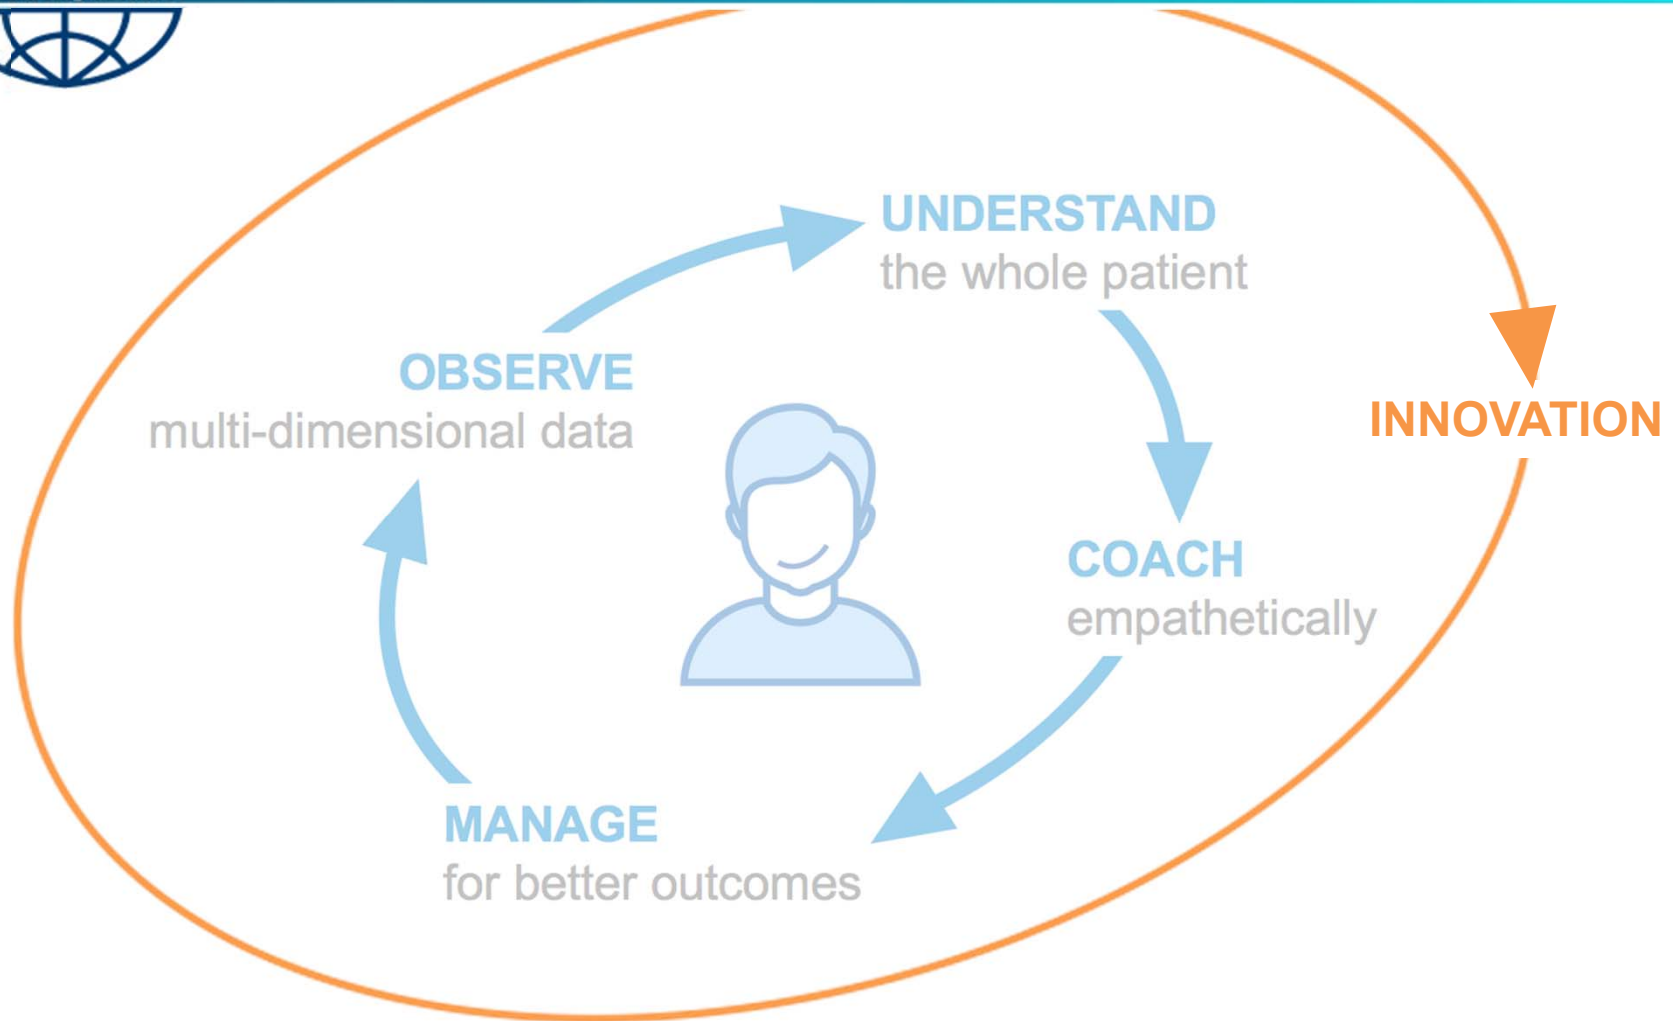 UNDERSTAND
the whole patient
OBSERVE
multi-dimensional data
INNOVATION
COACH
empathetically
MANAGE
for better outcomes